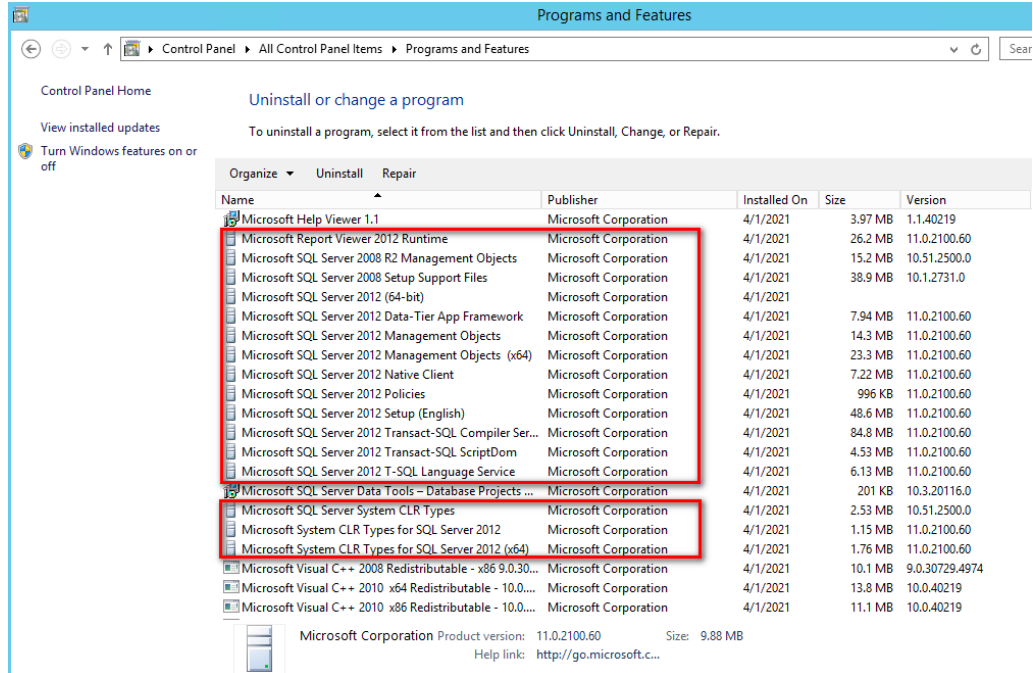 Programs and Features
Control Panel All Control Panel Items Programs and Features Sear
Control Panel Home
View installed updates
Turn Windows features on or
off
Uninstall or change a program
To uninstall a program, select it from the list and then click Uninstall, Change, or Repair.
Organize Uninstall Repair
Name Publisher Installed On Size Version
Microsoft Help Viewer 1.1 Microsoft Corporation 4/1/2021 3.97 MB 1.1.40219
Microsoft Report Viewer 2012 Runtime Microsoft Corporation 4/1/2021 26.2 MB 11.0.2100.60
Microsoft SQL Server 2008 R2 Management Objects Microsoft Corporation 4/1/2021 15.2 MB 10.51.2500.0
Microsoft SQL Server 2008 Setup Support Files Microsoft Corporation 4/1/2021 38.9 MB 10.1.2731.0
Microsoft SQL Server 2012 (64-bit) Microsoft Corporation 4/1/2021
Microsoft SQL Server 2012 Data-Tier App Framework Microsoft Corporation 4/1/2021 7.94 MB 11.0.2100.60
Microsoft SQL Server 2012 Management Objects Microsoft Corporation 4/1/2021 14.3 MB 11.0.2100.60
Microsoft SQL Server 2012 Management Objects (x64) Microsoft Corporation 4/1/2021 23.3 MB 11.0.2100.60
Microsoft SQL Server 2012 Native Client Microsoft Corporation 4/1/2021 7.22 MB 11.0.2100.60
Microsoft SQL Server 2012 Policies Microsoft Corporation 4/1/2021 996 KB 11.0.2100.60
Microsoft SQL Server 2012 Setup (English) Microsoft Corporation 4/1/2021 48.6 MB 11.0.2100.60
Microsoft SQL Server 2012 Transact-SQL Compiler Ser... Microsoft Corporation 4/1/2021 84.8 MB 11.0.2100.60
Microsoft SQL Server 2012 Transact-SQL ScriptDom Microsoft Corporation 4/1/2021 4.53 MB 11.0.2100.60
Microsoft SQL Server 2012 T-SQL Language Service Microsoft Corporation 4/1/2021 6.13 MB 11.0.2100.60
Microsoft SQL Server Data Tools – Database Projects ... Microsoft Corporation 4/1/2021 201 KB 10.3.20116.0
Microsoft SQL Server System CLR Types Microsoft Corporation 4/1/2021 2.53 MB 10.51.2500.0
Microsoft System CLR Types for SQL Server 2012 Microsoft Corporation 4/1/2021 1.15 MB 11.0.2100.60
Microsoft System CLR Types for SQL Server 2012 (x64) Microsoft Corporation 4/1/2021 1.76 MB 11.0.2100.60
Microsoft Visual C++ 2008 Redistributable - x86 9.0.30... Microsoft Corporation 4/1/2021 10.1 MB 9.0.30729.4974
Microsoft Visual C++ 2010 x64 Redistributable - 10.0.... Microsoft Corporation 4/1/2021 13.8 MB 10.0.40219
Microsoft Visual C++ 2010 x86 Redistributable - 10.0.... Microsoft Corporation 4/1/2021 11.1 MB 10.0.40219
Microsoft Corporation Product version: 11.0.2100.60 Size: 9.88 MB
Help link: http://go.microsoft.c...